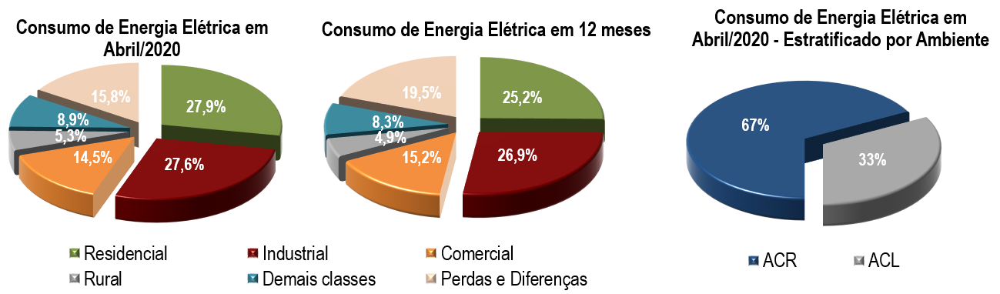 Consumo de Energia Elétrica em
Abril/2020
15,8%
27,9%
8,9%
5,3%
14,5%
27,6%
Consumo de Energia Elétrica em 12 meses
19,5%
25,2%
8,3%
4,9%
15,2%
26,9%
Residencial
Industrial
Comercial
Rural
Demais classes
Perdas e Diferenças
Consumo de Energia Elétrica em
Abril/2020 - Estratificado por Ambiente
67%
33%
ACR
ACL